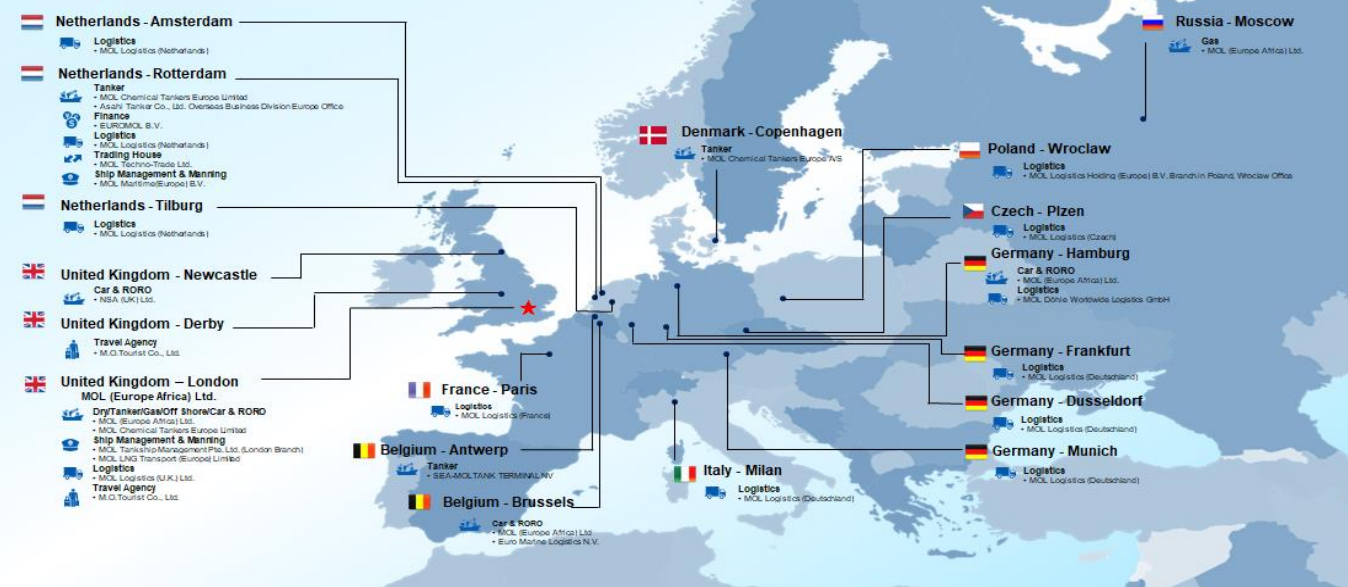 Netherlands - Amsterdam
Logistics
• MOL Logistics (Netherlands)
Netherlands - Rotterdam
Tanker
• MOL Chemical Tankers Europe Limited
• Asahi Tanker Co., Ltd. Overseas Business Division Europe Office
Finance
• EUROMOL B.V.
Logistics
• MOL Logistics (Netherlands)
Trading House
• MOL Techno-Trade Ltd.
Ship Management & Manning
• MOL Maritime (Europe) B.V.
Netherlands - Tilburg
Logistics
• MOL Logistics (Netherlands)
United Kingdom - Newcastle
Car & RORO
• NSA (UK) Ltd.
United Kingdom - Derby
Travel Agency
• M.O.Tourist Co., Ltd.
United Kingdom – London
MOL (Europe Africa) Ltd.
Dry/Tanker/Gas/Off Shore/Car & RORO
• MOL (Europe Africa) Ltd.
• MOL Chemical Tankers Europe Limited
Ship Management & Manning
• MOL Tankship Management Pte. Ltd. (London Branch)
• MOL LNG Transport (Europe) Limited
Logistics
• MOL Logistics (U.K.) Ltd.
Travel Agency
• M.O.Tourist Co., Ltd.
Denmark - Copenhagen
Tanker
• MOL Chemical Tankers Europe A/S
France - Paris
Logistics
• MOL Logistics (France)
Belgium - Antwerp
Tanker
• SEA-MOLTANK TERMINAL NV
Belgium - Brussels
Car & RORO
• MOL (Europe Africa) Ltd
• Euro Marine Logistics N.V.
Italy - Milan
Logistics
• MOL Logistics (Deutschland)
Russia - Moscow
Gas
• MOL (Europe Africa) Ltd.
Poland - Wroclaw
Logistics
• MOL Logistics Holding (Europe) B.V. Branch in Poland, Wroclaw Office
Czech - Plzen
Logistics
• MOL Logistics (Czech)
Germany - Hamburg
Car & RORO
• MOL (Europe Africa) Ltd.
Logistics
• MOL Döhle Worldwide Logistics GmbH
Germany - Frankfurt
Logistics
• MOL Logistics (Deutschland)
Germany - Dusseldorf
Logistics
• MOL Logistics (Deutschland)
Germany - Munich
Logistics
• MOL Logistics (Deutschland)